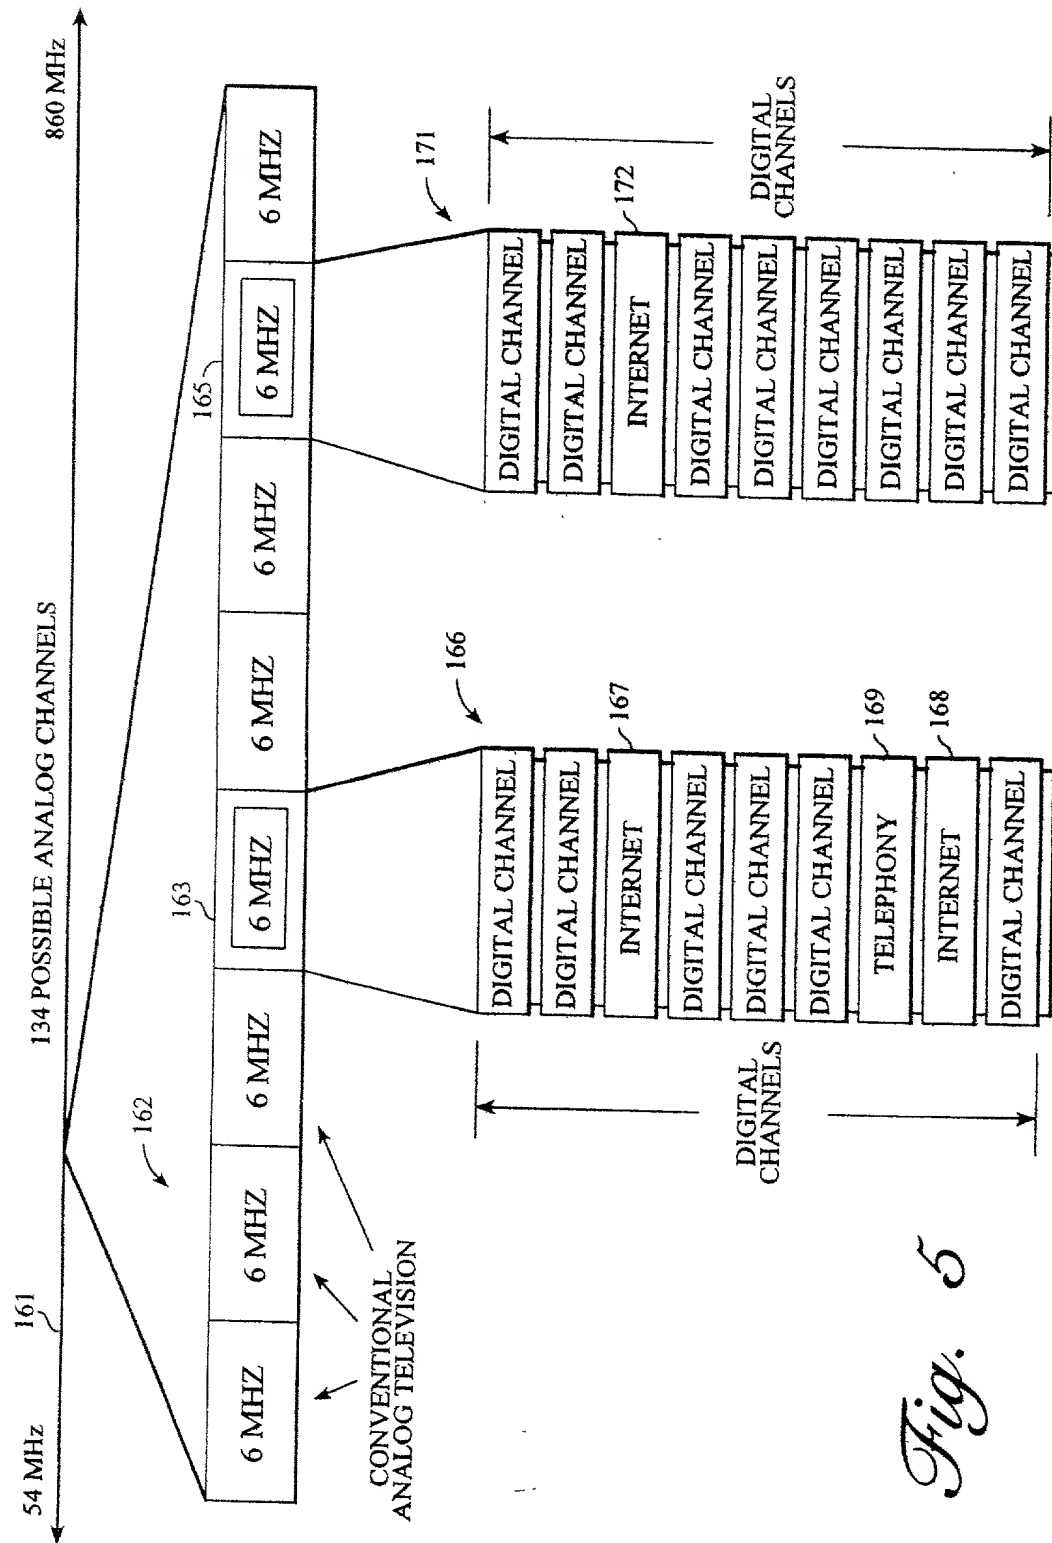 54 MHz
161
134 POSSIBLE ANALOG CHANNELS
860 MHz
162
163
165
6 MHZ
6 MHZ
6 MHZ
6 MHZ
6 MHZ
6 MHZ
6 MHZ
6 MHZ
CONVENTIONAL
ANALOG TELEVISION
166
DIGITAL
CHANNELS
DIGITAL CHANNEL
DIGITAL CHANNEL
INTERNET
167
DIGITAL CHANNEL
DIGITAL CHANNEL
DIGITAL CHANNEL
TELEPHONY
169
INTERNET
168
DIGITAL CHANNEL
171
DIGITAL CHANNEL
DIGITAL CHANNEL
INTERNET
172
DIGITAL CHANNEL
DIGITAL CHANNEL
DIGITAL CHANNEL
DIGITAL CHANNEL
DIGITAL CHANNEL
DIGITAL CHANNEL
DIGITAL
CHANNELS
Fig. 5